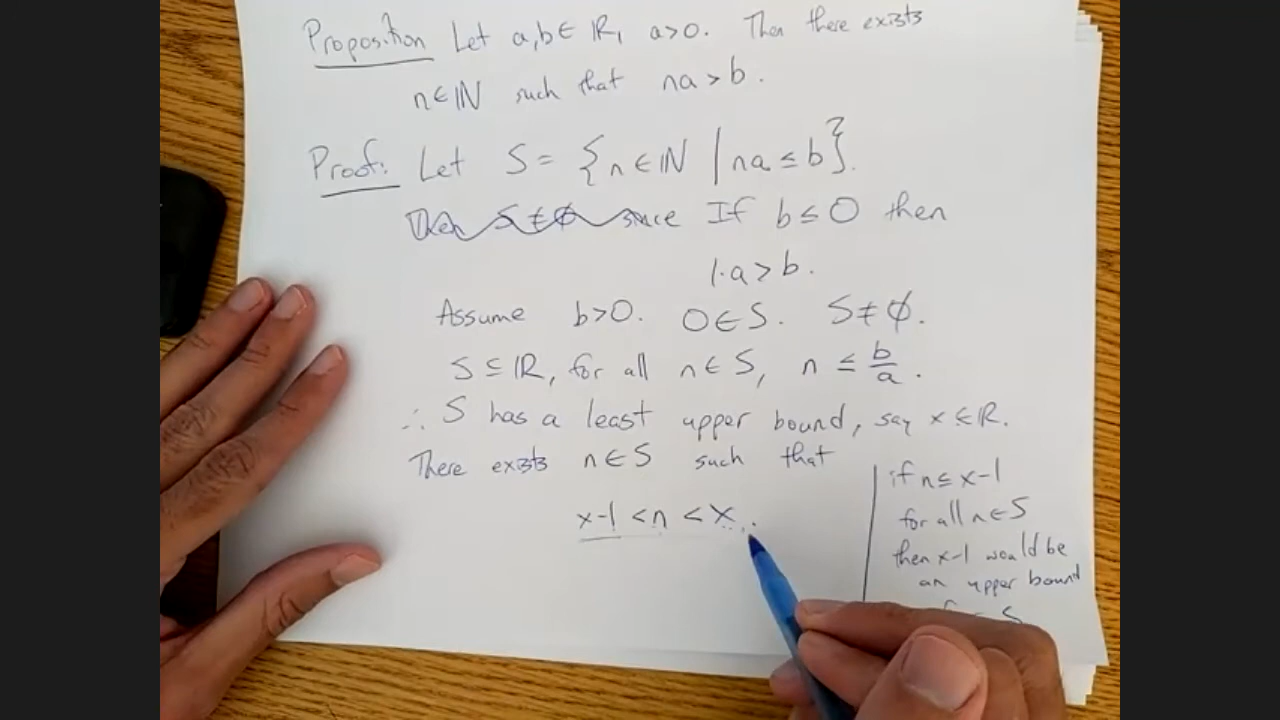 Proposition Let a,b ∈ ℝ, a>0. Then there exists
n∈ℕ such that na > b.
Proof: Let S = {n∈ℕ | na ≤ b}.
Then S≠∅ since If b ≤ 0 then
1·a > b.
Assume b>0. 0∈S. S≠∅.
S ⊆ ℝ, for all n∈S, n ≤ b/a.
∴ S has a least upper bound, say x∈ℝ.
There exists n∈S such that
x-1 < n < x
if n ≤ x-1
for all n∈S
then x-1 would be
an upper bound
S